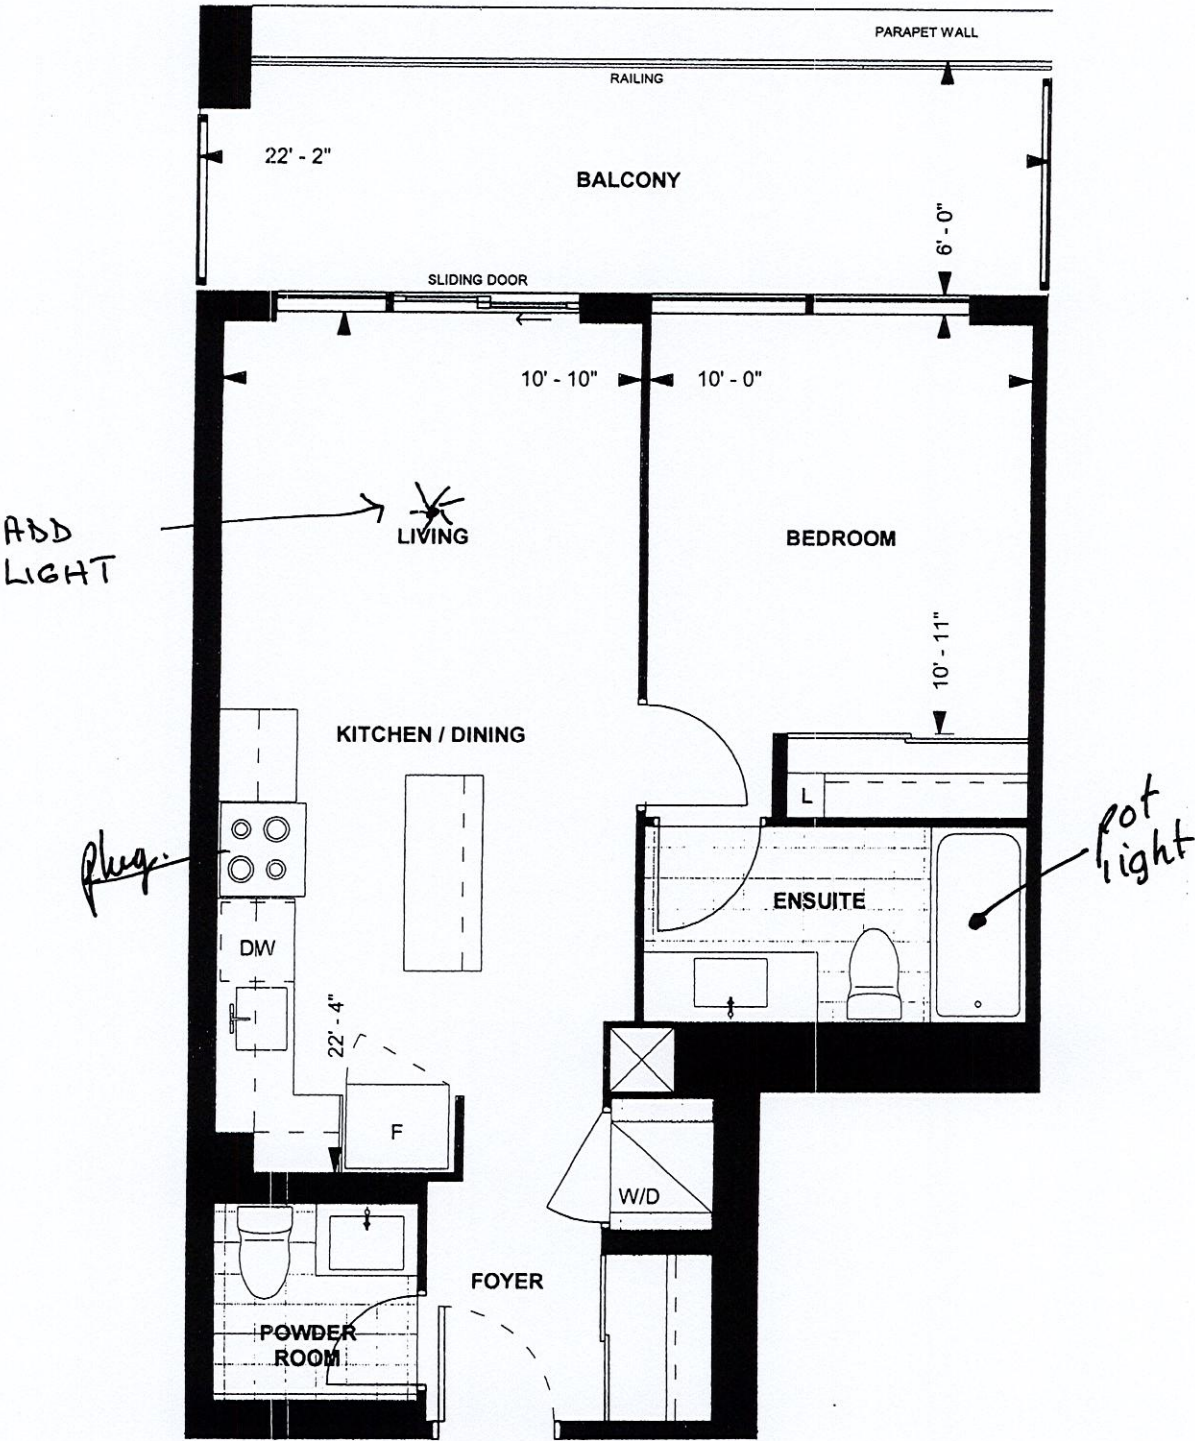 PARAPET WALL
RAILING
22' - 2"
BALCONY
6' - 0"
SLIDING DOOR
10' - 10"
10' - 0"
ADD
LIGHT
LIVING
BEDROOM
10' - 11"
KITCHEN / DINING
L
plug.
pot
light
ENSUITE
DW
22' - 4"
F
W/D
FOYER
POWDER
ROOM